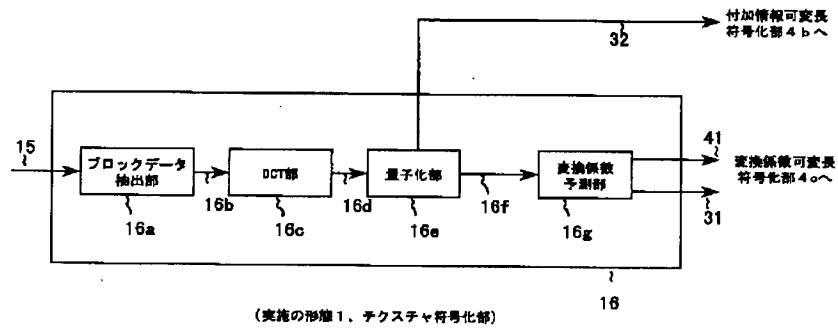 付加情報可変長
符号化部4bへ
32
15
41
ブロックデータ
抽出部
DCT部
量子化部
変換係数
予測部
変換係数可変長
符号化部4cへ
16b
16d
16f
16a
16c
16e
16g
31
16
(実施の形態1、テクスチャ符号化部)